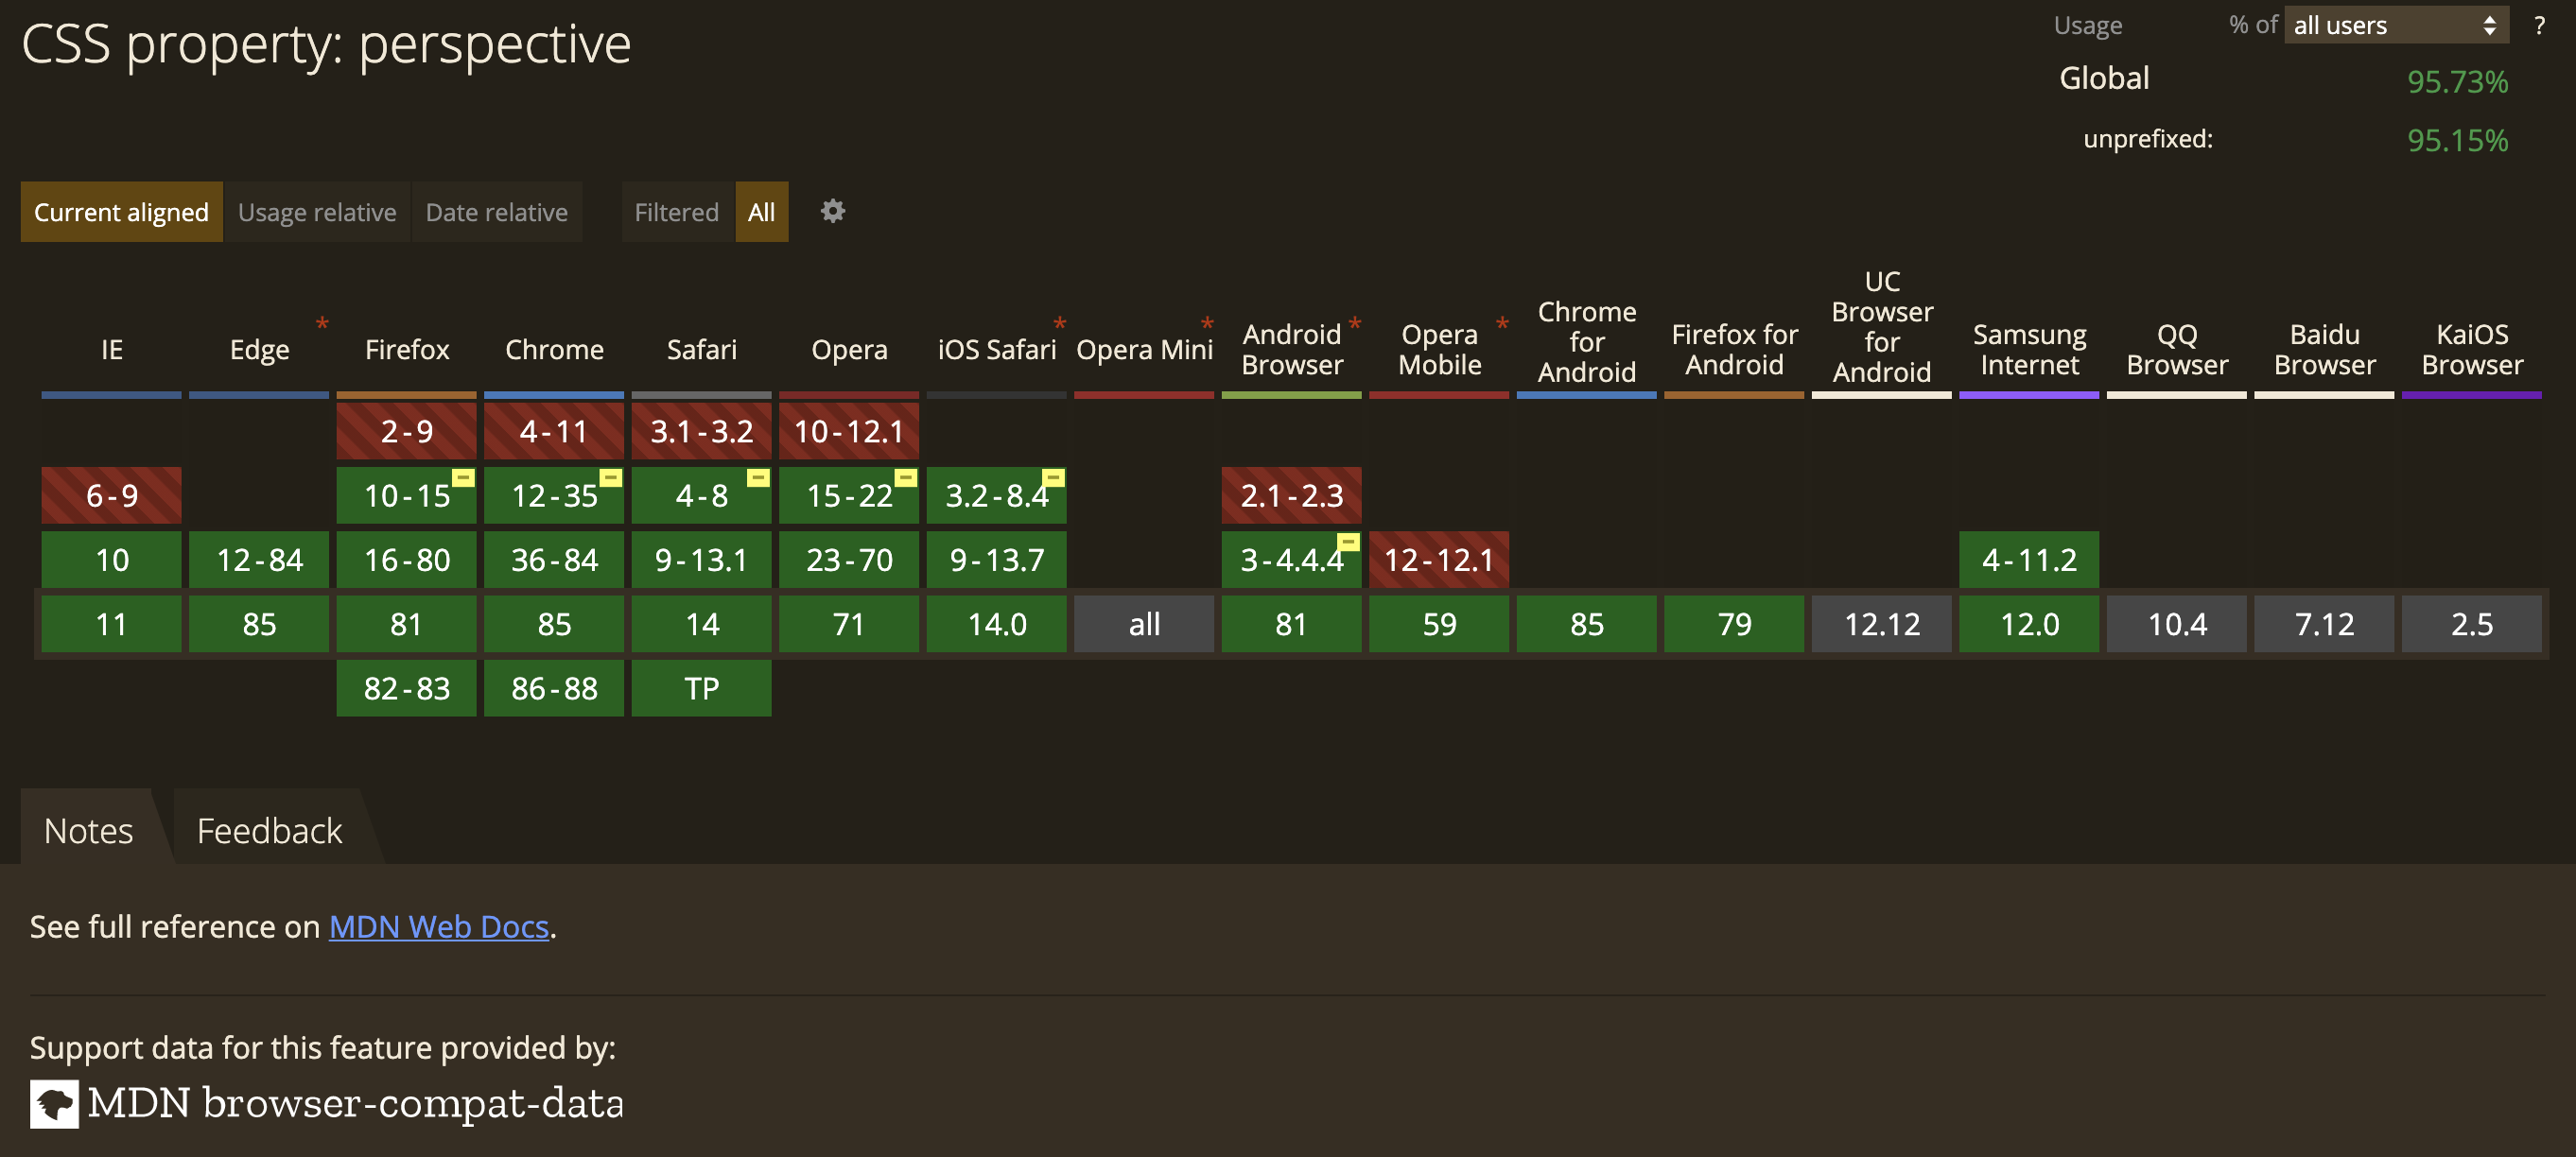 CSS property: perspective
Usage % of all users ?
Global 95.73%
unprefixed: 95.15%
Current aligned Usage relative Date relative Filtered All
IE
Edge *
Firefox
Chrome
Safari
Opera
iOS Safari *
Opera Mini *
Android Browser *
Opera Mobile *
Chrome for Android
Firefox for Android
UC Browser for Android
Samsung Internet
QQ Browser
Baidu Browser
KaiOS Browser
2-9 4-11 3.1-3.2 10-12.1
6-9 10-15 12-35 4-8 15-22 3.2-8.4 2.1-2.3
10 12-84 16-80 36-84 9-13.1 23-70 9-13.7 3-4.4.4 12-12.1 4-11.2
11 85 81 85 14 71 14.0 all 81 59 85 79 12.12 12.0 10.4 7.12 2.5
82-83 86-88 TP
Notes Feedback
See full reference on MDN Web Docs.
Support data for this feature provided by:
MDN browser-compat-data